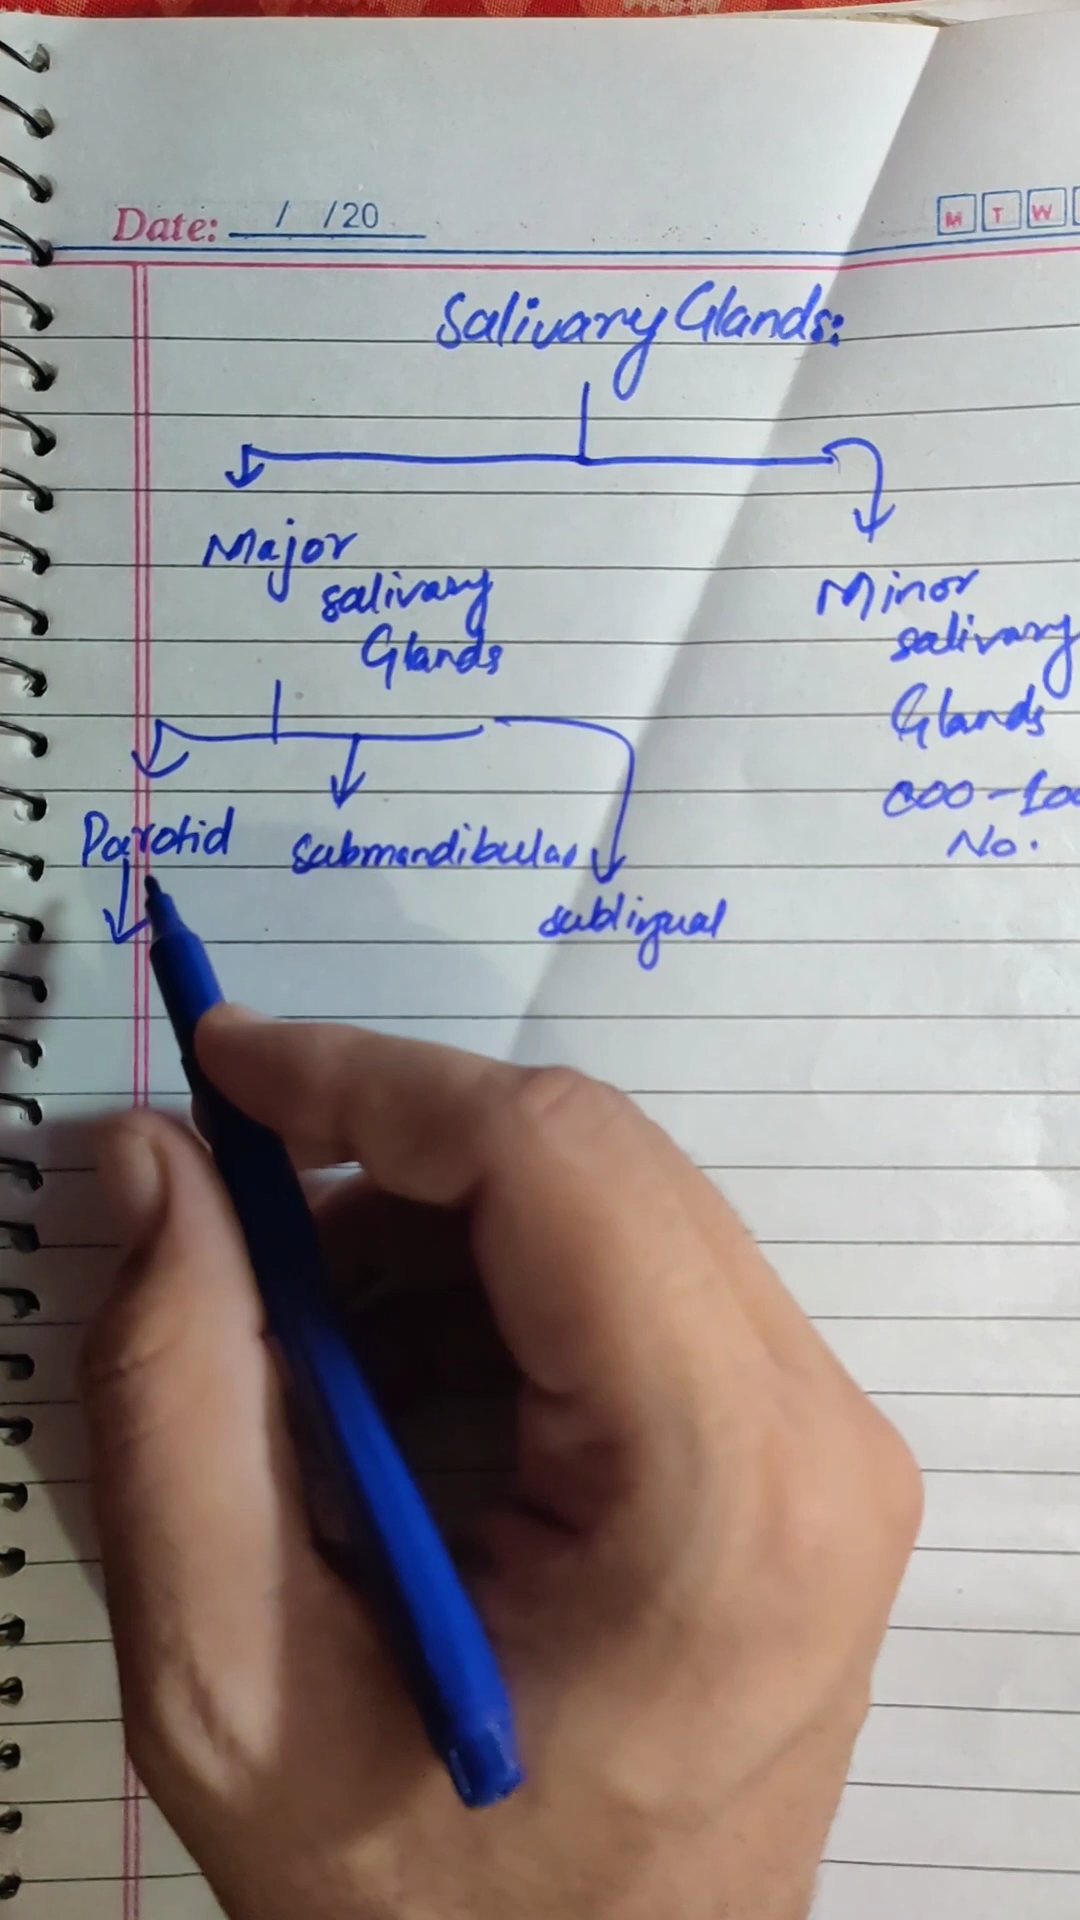 Date: / /20
M T W
Salivary Glands:
Major
salivary
Glands
Minor
salivary
Glands
No.
Parotid
submandibular
sublingual